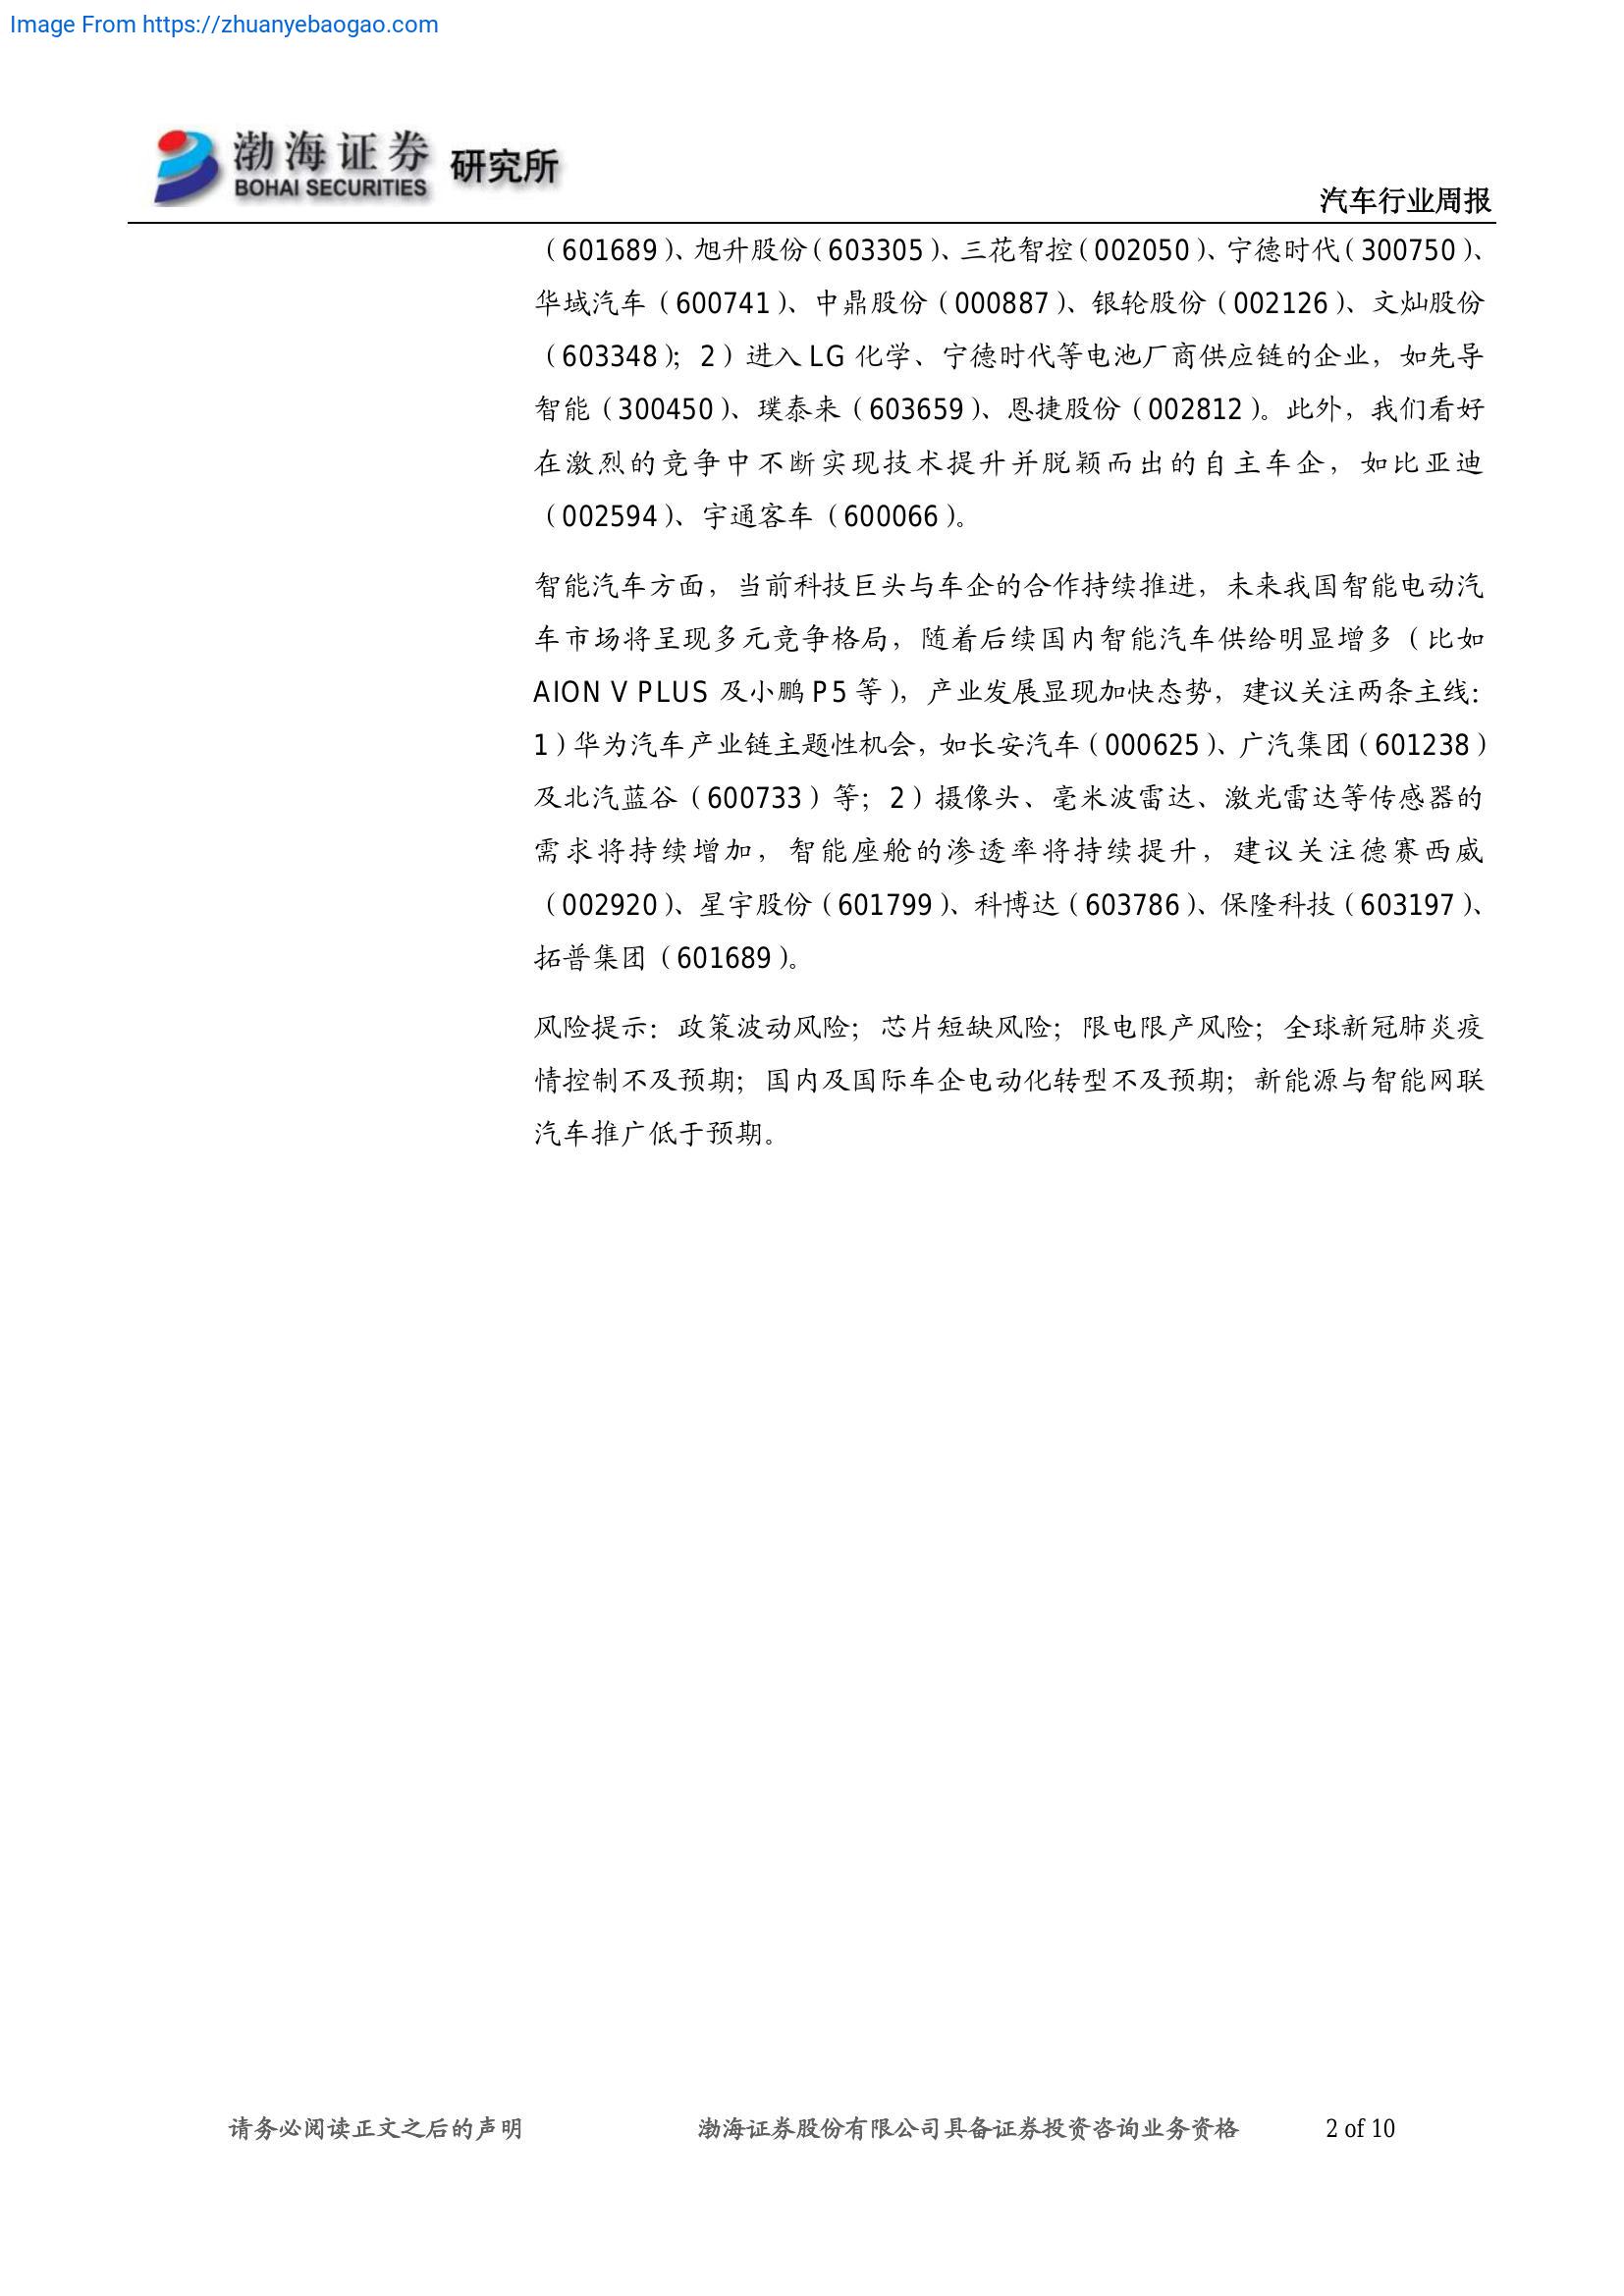 Image From https://zhuanyebaogao.com
渤海证券 研究所
BOHAI SECURITIES
汽车行业周报
（601689）、旭升股份（603305）、三花智控（002050）、宁德时代（300750）、
华域汽车（600741）、中鼎股份（000887）、银轮股份（002126）、文灿股份
（603348）；2）进入 LG 化学、宁德时代等电池厂商供应链的企业，如先导
智能（300450）、璞泰来（603659）、恩捷股份（002812）。此外，我们看好
在激烈的竞争中不断实现技术提升并脱颖而出的自主车企，如比亚迪
（002594）、宇通客车（600066）。
智能汽车方面，当前科技巨头与车企的合作持续推进，未来我国智能电动汽
车市场将呈现多元竞争格局，随着后续国内智能汽车供给明显增多（比如
AION V PLUS 及小鹏 P5 等），产业发展显现加快态势，建议关注两条主线：
1）华为汽车产业链主题性机会，如长安汽车（000625）、广汽集团（601238）
及北汽蓝谷（600733）等；2）摄像头、毫米波雷达、激光雷达等传感器的
需求将持续增加，智能座舱的渗透率将持续提升，建议关注德赛西威
（002920）、星宇股份（601799）、科博达（603786）、保隆科技（603197）、
拓普集团（601689）。
风险提示：政策波动风险；芯片短缺风险；限电限产风险；全球新冠肺炎疫
情控制不及预期；国内及国际车企电动化转型不及预期；新能源与智能网联
汽车推广低于预期。
请务必阅读正文之后的声明 渤海证券股份有限公司具备证券投资咨询业务资格 2 of 10